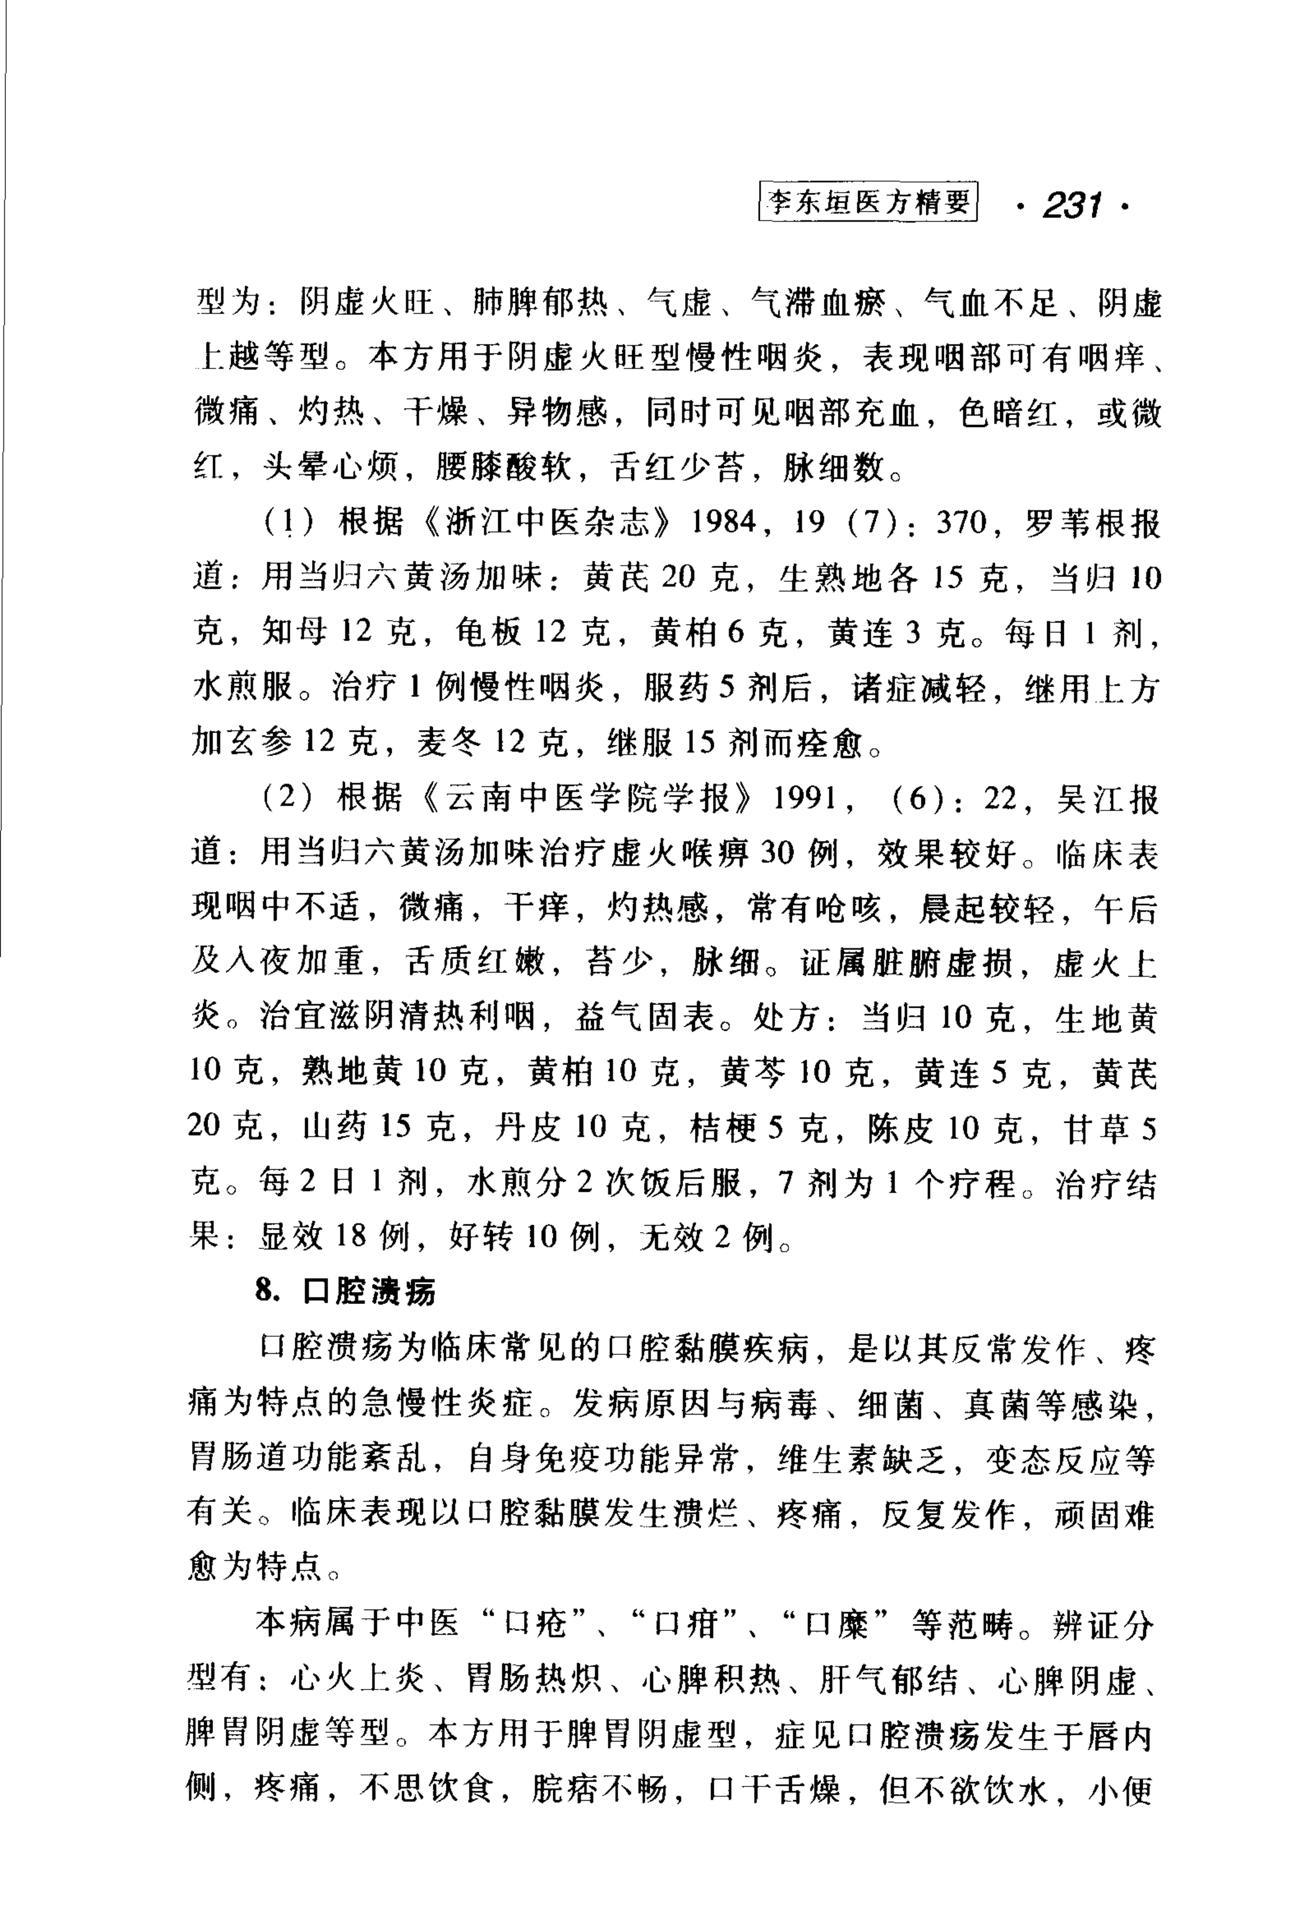 李东垣医方精要 · 231 ·
型为：阴虚火旺、肺脾郁热、气虚、气滞血瘀、气血不足、阴虚
上越等型。本方用于阴虚火旺型慢性咽炎，表现咽部可有咽痒、
微痛、灼热、干燥、异物感，同时可见咽部充血，色暗红，或微
红，头晕心烦，腰膝酸软，舌红少苔，脉细数。
(1) 根据《浙江中医杂志》1984，19 (7)：370，罗苇根报
道：用当归六黄汤加味：黄芪 20 克，生熟地各 15 克，当归 10
克，知母 12 克，龟板 12 克，黄柏 6 克，黄连 3 克。每日 1 剂，
水煎服。治疗 1 例慢性咽炎，服药 5 剂后，诸症减轻，继用上方
加玄参 12 克，麦冬 12 克，继服 15 剂而痊愈。
(2) 根据《云南中医学院学报》1991， (6)：22，吴江报
道：用当归六黄汤加味治疗虚火喉痹 30 例，效果较好。临床表
现咽中不适，微痛，干痒，灼热感，常有呛咳，晨起较轻，午后
及入夜加重，舌质红嫩，苔少，脉细。证属脏腑虚损，虚火上
炎。治宜滋阴清热利咽，益气固表。处方：当归 10 克，生地黄
10 克，熟地黄 10 克，黄柏 10 克，黄芩 10 克，黄连 5 克，黄芪
20 克，山药 15 克，丹皮 10 克，桔梗 5 克，陈皮 10 克，甘草 5
克。每 2 日 1 剂，水煎分 2 次饭后服，7 剂为 1 个疗程。治疗结
果：显效 18 例，好转 10 例，无效 2 例。
8. 口腔溃疡
口腔溃疡为临床常见的口腔黏膜疾病，是以其反常发作、疼
痛为特点的急慢性炎症。发病原因与病毒、细菌、真菌等感染，
胃肠道功能紊乱，自身免疫功能异常，维生素缺乏，变态反应等
有关。临床表现以口腔黏膜发生溃烂、疼痛，反复发作，顽固难
愈为特点。
本病属于中医“口疮”、“口疳”、“口糜”等范畴。辨证分
型有：心火上炎、胃肠热炽、心脾积热、肝气郁结、心脾阴虚、
脾胃阴虚等型。本方用于脾胃阴虚型，症见口腔溃疡发生于唇内
侧，疼痛，不思饮食，脘痞不畅，口干舌燥，但不欲饮水，小便